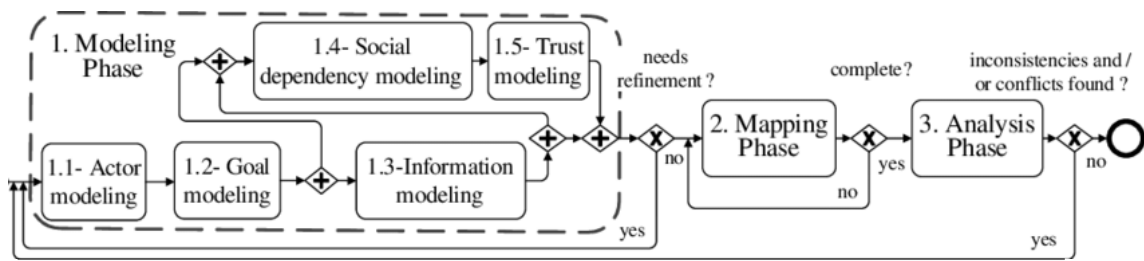 1. Modeling
Phase
1.4- Social
dependency modeling
1.5- Trust
modeling
needs
refinement ?
complete?
inconsistencies and /
or conflicts found ?
1.1- Actor
modeling
1.2- Goal
modeling
1.3-Information
modeling
no
yes
2. Mapping
Phase
no
yes
3. Analysis
Phase
no
yes